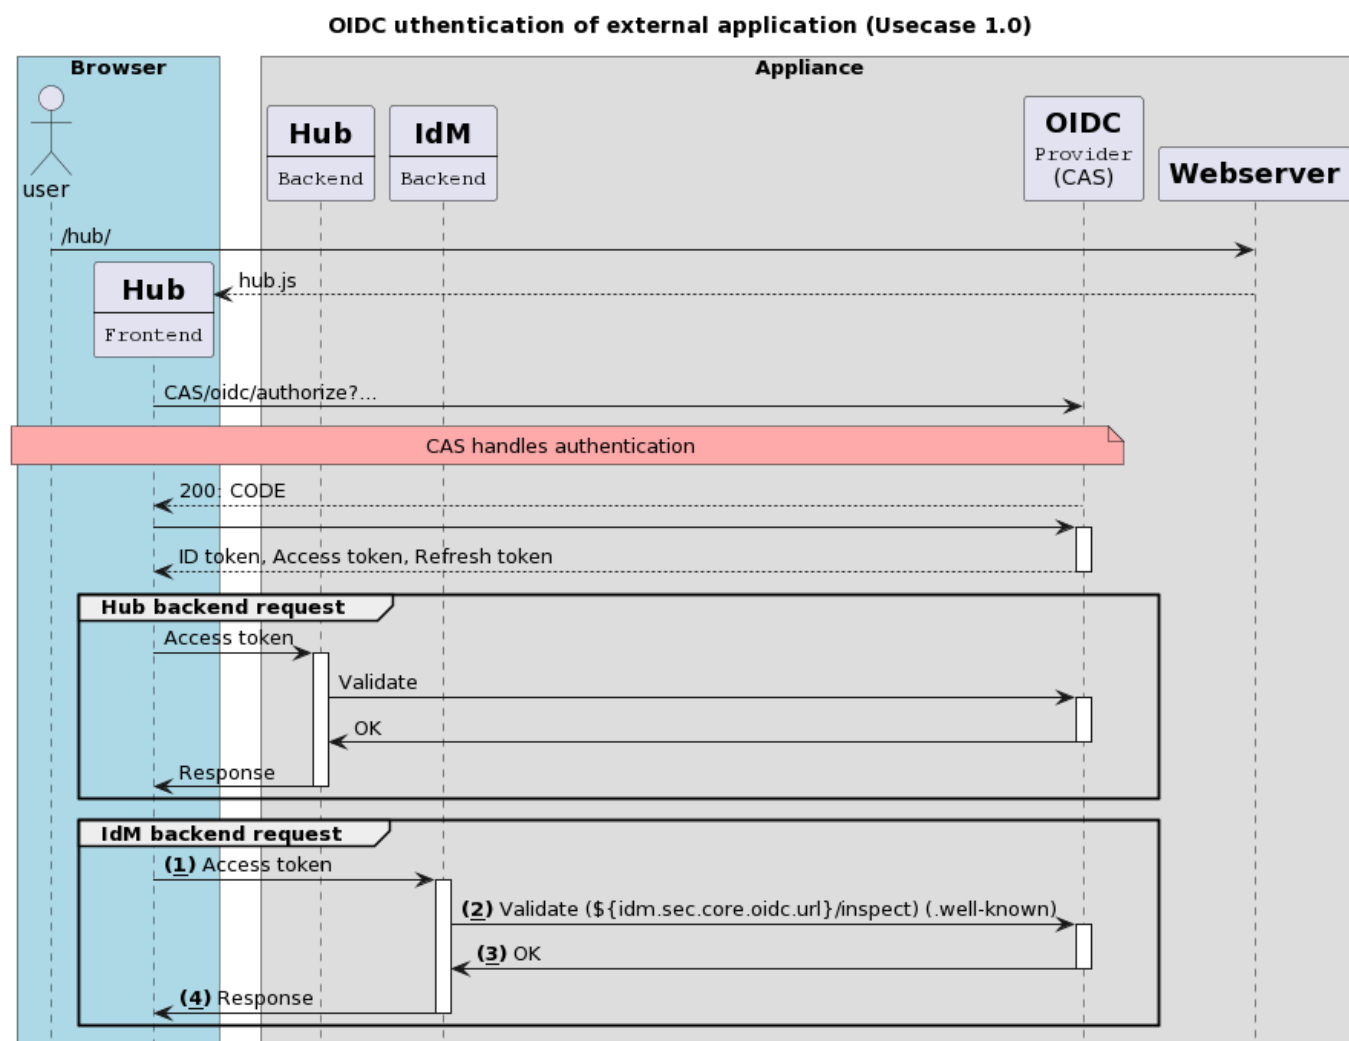 OIDC uthentication of external application (Usecase 1.0)
Browser
Appliance
user
Hub
Backend
IdM
Backend
OIDC
Provider
(CAS)
Webserver
/hub/
hub.js
Hub
Frontend
CAS/oidc/authorize?...
CAS handles authentication
200: CODE
ID token, Access token, Refresh token
Hub backend request
Access token
Validate
OK
Response
IdM backend request
(1) Access token
(2) Validate (${idm.sec.core.oidc.url}/inspect) (.well-known)
(3) OK
(4) Response